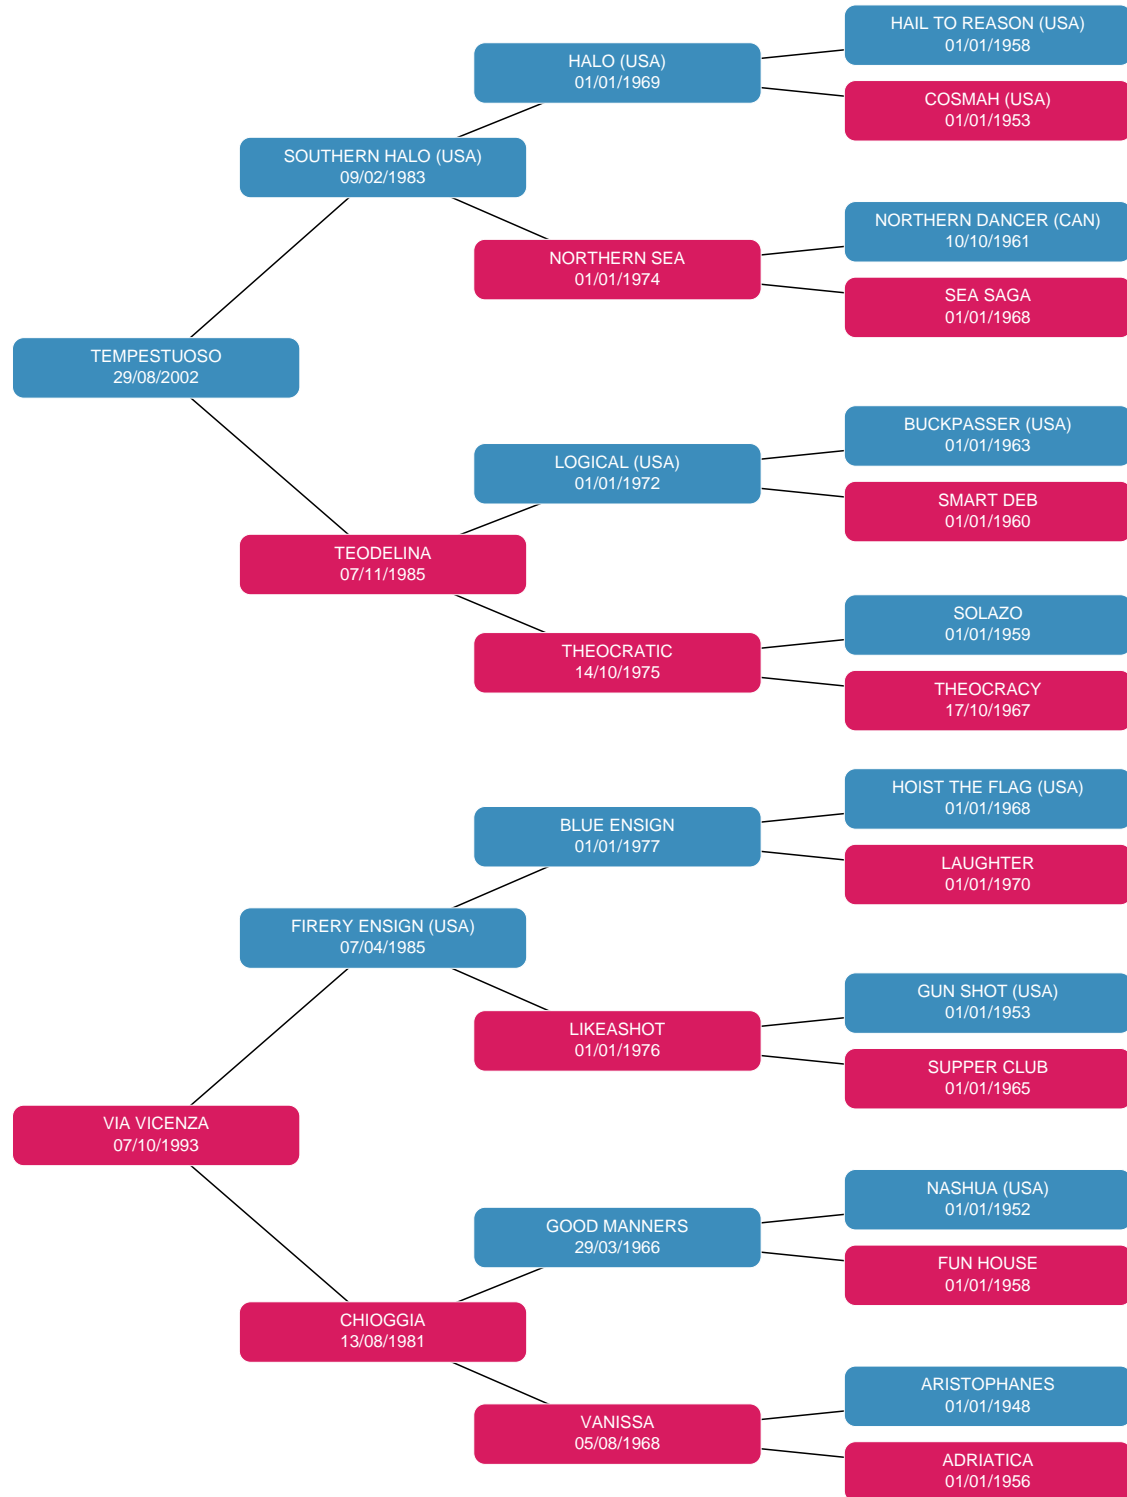 HAIL TO REASON (USA)
01/01/1958
HALO (USA)
01/01/1969
COSMAH (USA)
01/01/1953
SOUTHERN HALO (USA)
09/02/1983
NORTHERN DANCER (CAN)
10/10/1961
NORTHERN SEA
01/01/1974
SEA SAGA
01/01/1968
TEMPESTUOSO
29/08/2002
BUCKPASSER (USA)
01/01/1963
LOGICAL (USA)
01/01/1972
SMART DEB
01/01/1960
TEODELINA
07/11/1985
SOLAZO
01/01/1959
THEOCRATIC
14/10/1975
THEOCRACY
17/10/1967
HOIST THE FLAG (USA)
01/01/1968
BLUE ENSIGN
01/01/1977
LAUGHTER
01/01/1970
FIRERY ENSIGN (USA)
07/04/1985
GUN SHOT (USA)
01/01/1953
LIKEASHOT
01/01/1976
SUPPER CLUB
01/01/1965
VIA VICENZA
07/10/1993
NASHUA (USA)
01/01/1952
GOOD MANNERS
29/03/1966
FUN HOUSE
01/01/1958
CHIOGGIA
13/08/1981
ARISTOPHANES
01/01/1948
VANISSA
05/08/1968
ADRIATICA
01/01/1956